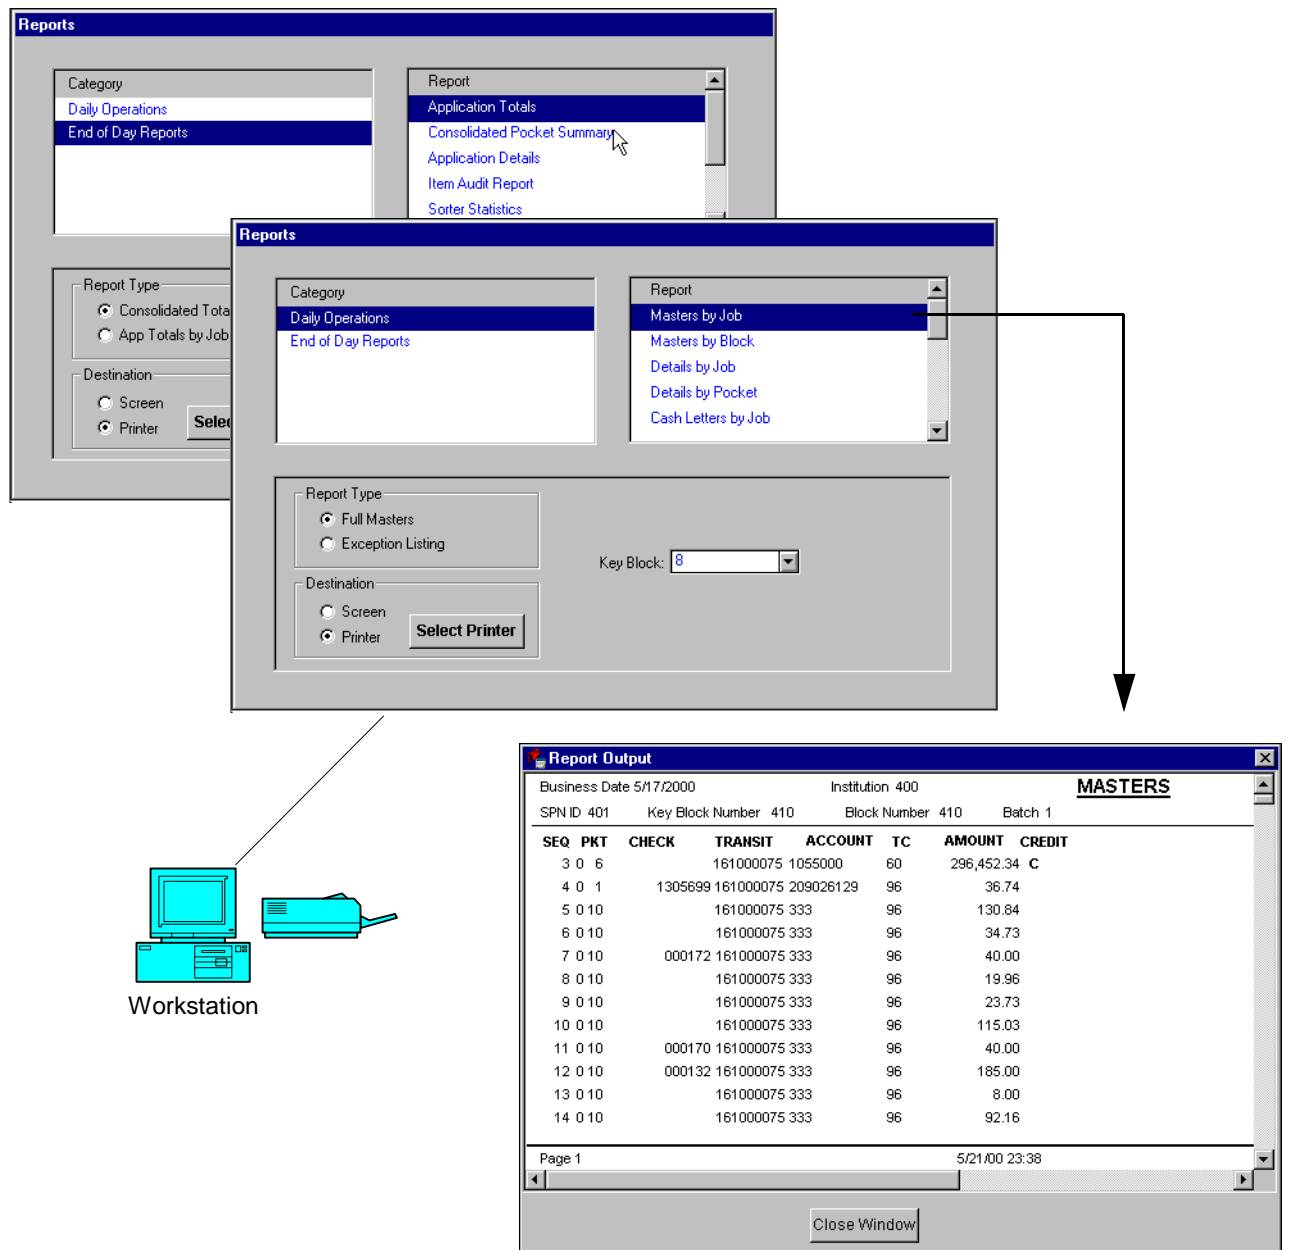 Reports
Category
Daily Operations
End of Day Reports
Report
Application Totals
Consolidated Pocket Summary
Application Details
Item Audit Report
Sorter Statistics
Report Type
Consolidated Tota
App Totals by Job
Destination
Screen
Printer
Selec
Reports
Category
Daily Operations
End of Day Reports
Report
Masters by Job
Masters by Block
Details by Job
Details by Pocket
Cash Letters by Job
Report Type
Full Masters
Exception Listing
Key Block: 8
Destination
Screen
Printer
Select Printer
Workstation
Report Output
Business Date 5/17/2000 Institution 400 MASTERS
SPN ID 401 Key Block Number 410 Block Number 410 Batch 1
SEQ PKT CHECK TRANSIT ACCOUNT TC AMOUNT CREDIT
3 0 6 161000075 1055000 60 296,452.34 C
4 0 1 1305699 161000075 209026129 96 36.74
5 0 10 161000075 333 96 130.84
6 0 10 161000075 333 96 34.73
7 0 10 000172 161000075 333 96 40.00
8 0 10 161000075 333 96 19.96
9 0 10 161000075 333 96 23.73
10 0 10 161000075 333 96 115.03
11 0 10 000170 161000075 333 96 40.00
12 0 10 000132 161000075 333 96 185.00
13 0 10 161000075 333 96 8.00
14 0 10 161000075 333 96 92.16
Page 1 5/21/00 23:38
Close Window